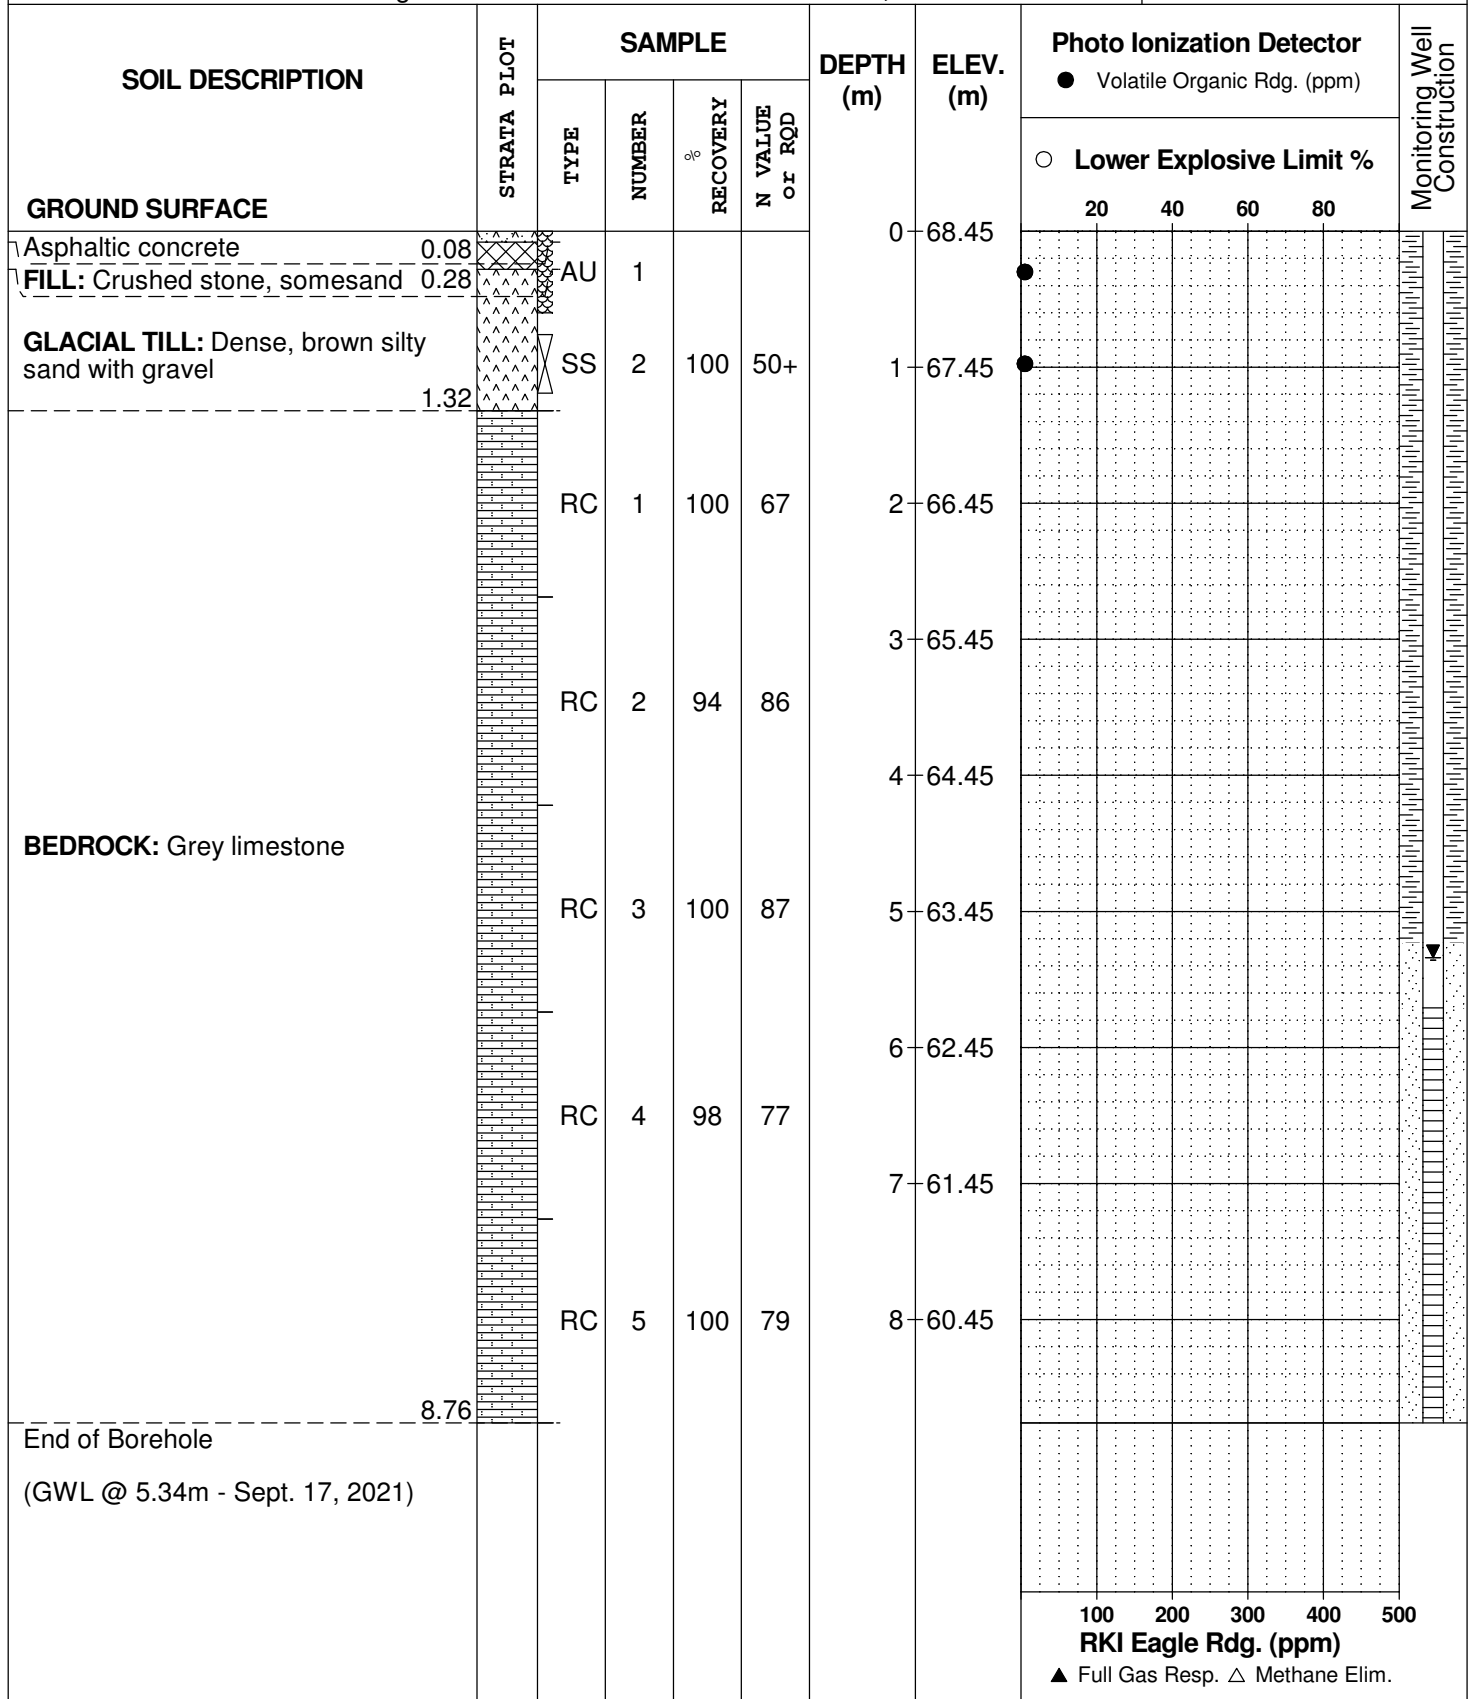 SOIL DESCRIPTION
GROUND SURFACE
STRATA PLOT
SAMPLE
TYPE
NUMBER
%
RECOVERY
N VALUE
or RQD
DEPTH
(m)
ELEV.
(m)
Photo Ionization Detector
● Volatile Organic Rdg. (ppm)
○ Lower Explosive Limit %
20 40 60 80
Monitoring Well
Construction
0 68.45
Asphaltic concrete 0.08
FILL: Crushed stone, somesand 0.28
AU 1
GLACIAL TILL: Dense, brown silty
sand with gravel
1.32
SS 2 100 50+
1 67.45
RC 1 100 67
2 66.45
3 65.45
RC 2 94 86
4 64.45
BEDROCK: Grey limestone
RC 3 100 87
5 63.45
6 62.45
RC 4 98 77
7 61.45
RC 5 100 79
8 60.45
8.76
End of Borehole
(GWL @ 5.34m - Sept. 17, 2021)
100 200 300 400 500
RKI Eagle Rdg. (ppm)
▲ Full Gas Resp. △ Methane Elim.